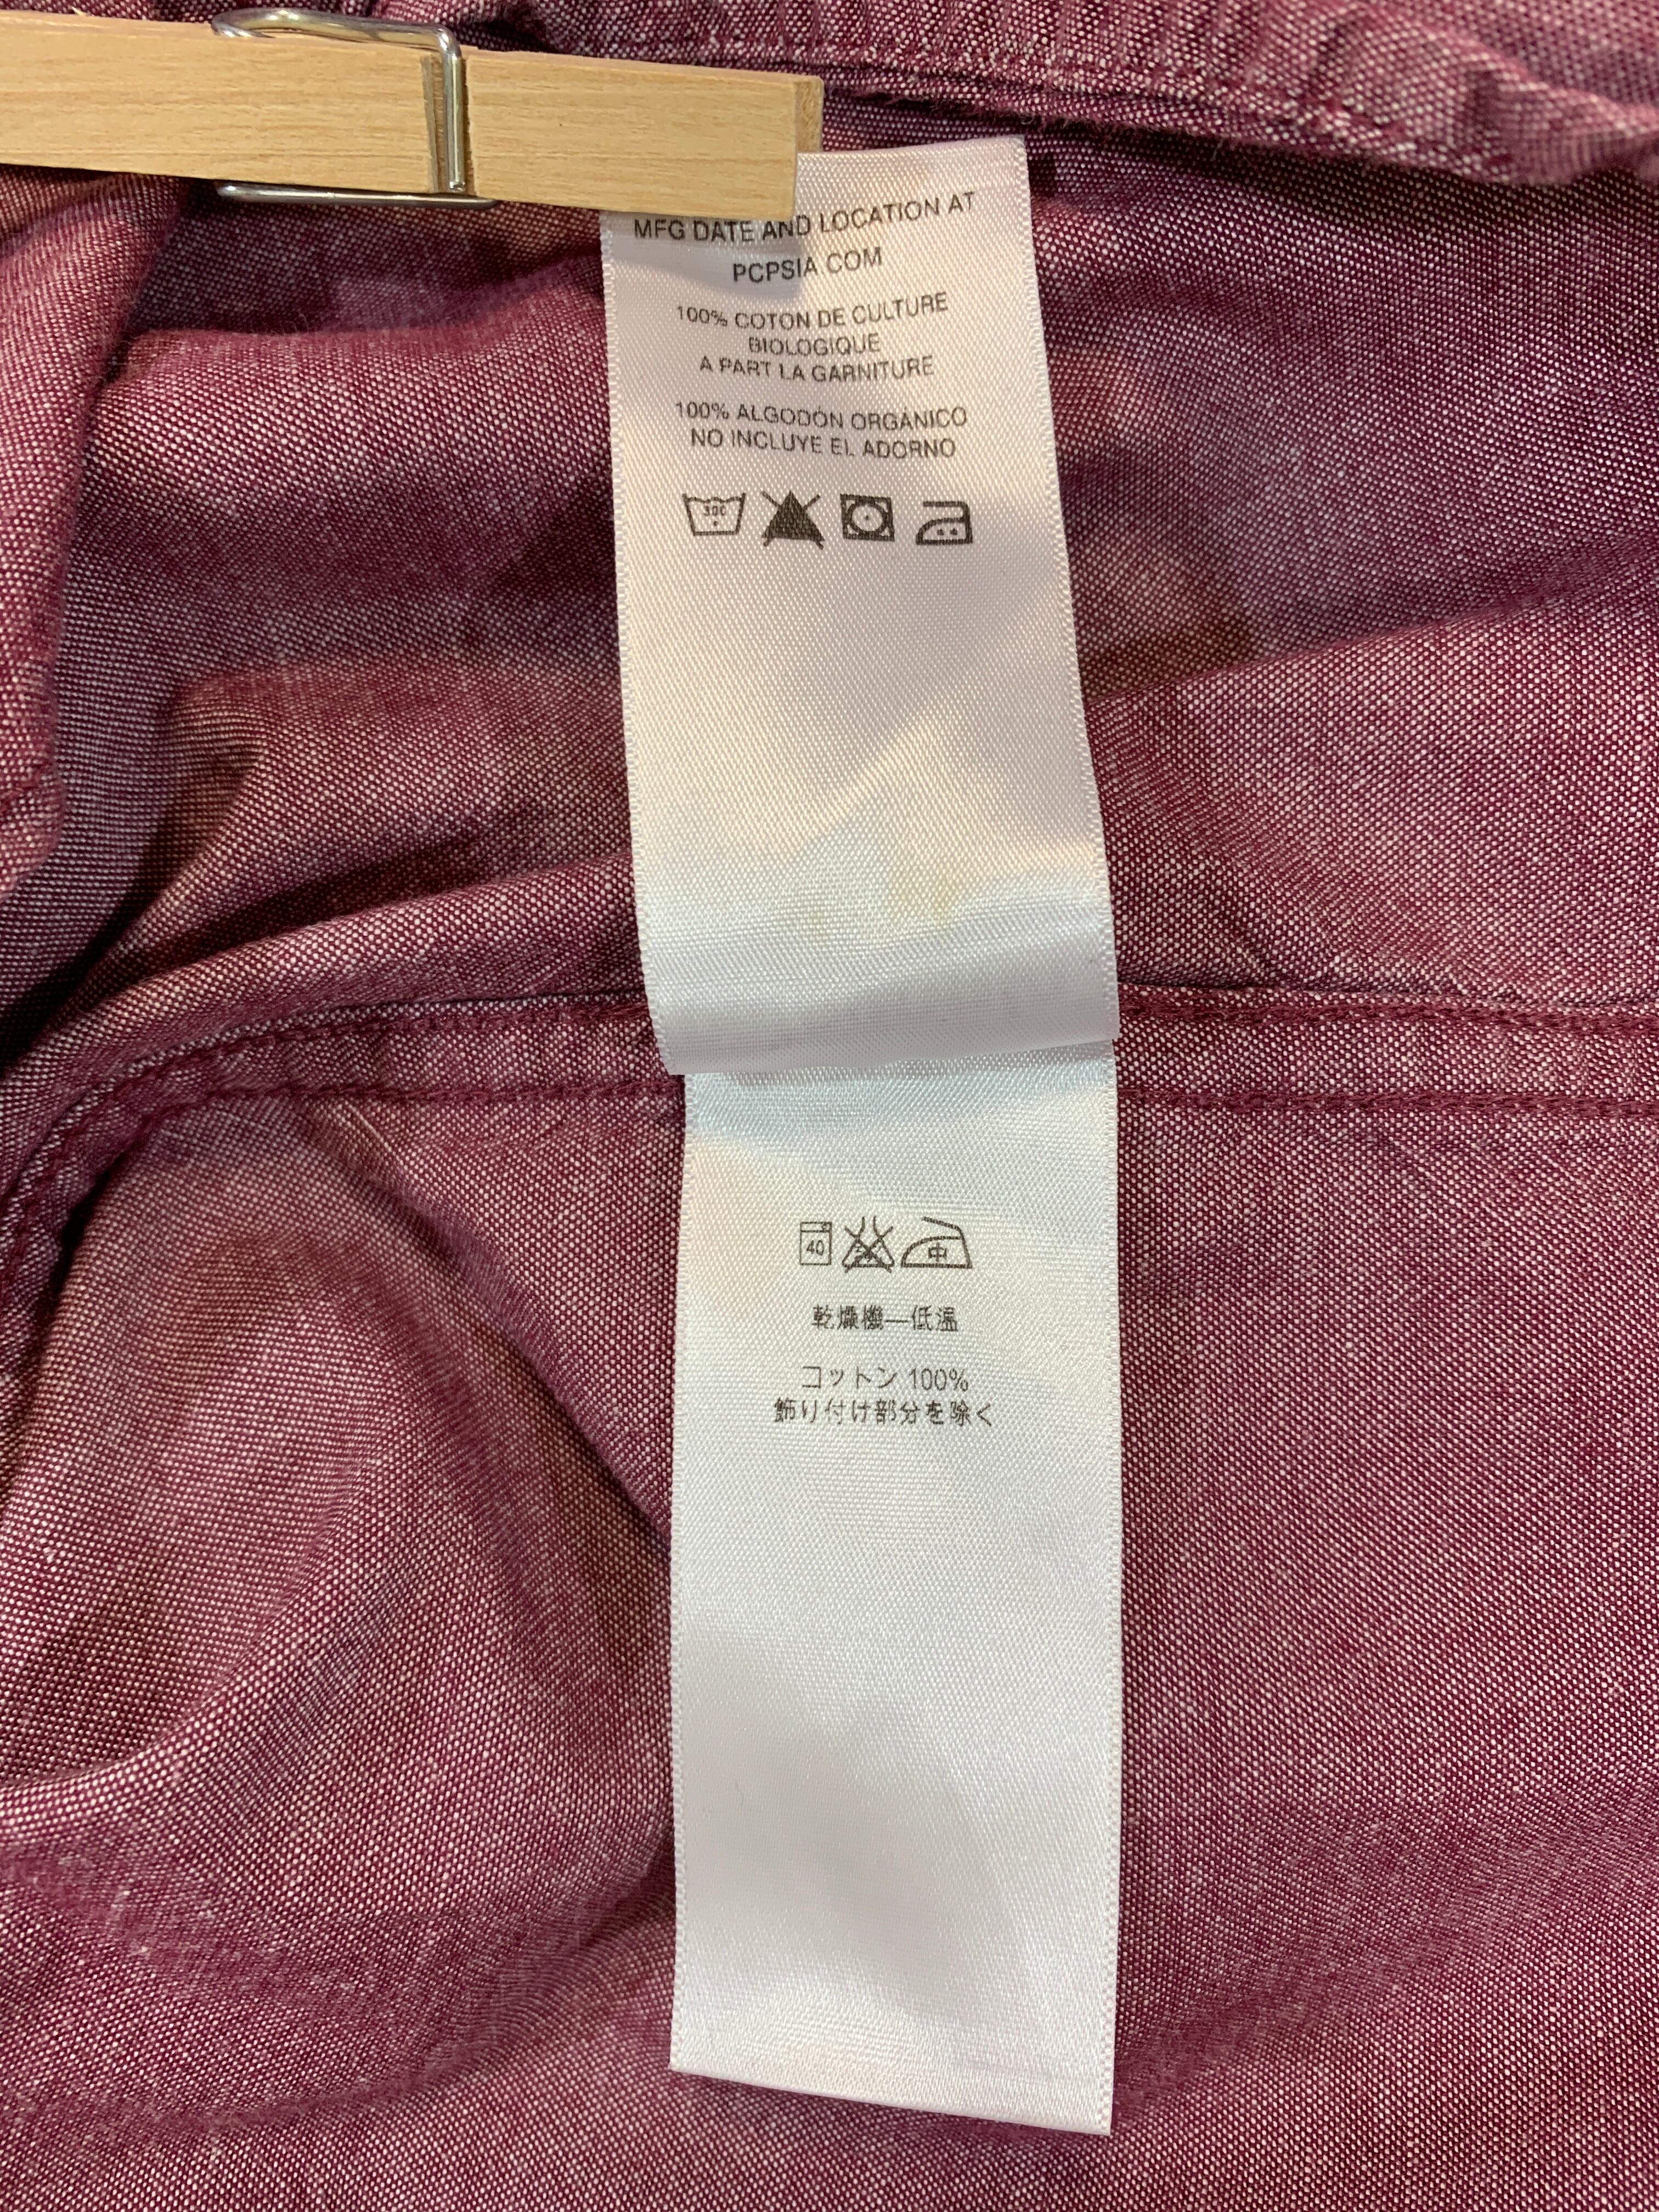 MFG DATE AND LOCATION AT
PCPSIA COM
100% COTON DE CULTURE
BIOLOGIQUE
A PART LA GARNITURE
100% ALGODÓN ORGANICO
NO INCLUYE EL ADORNO
30C
40
中
乾燥機—低温
コットン 100%
飾り付け部分を除く